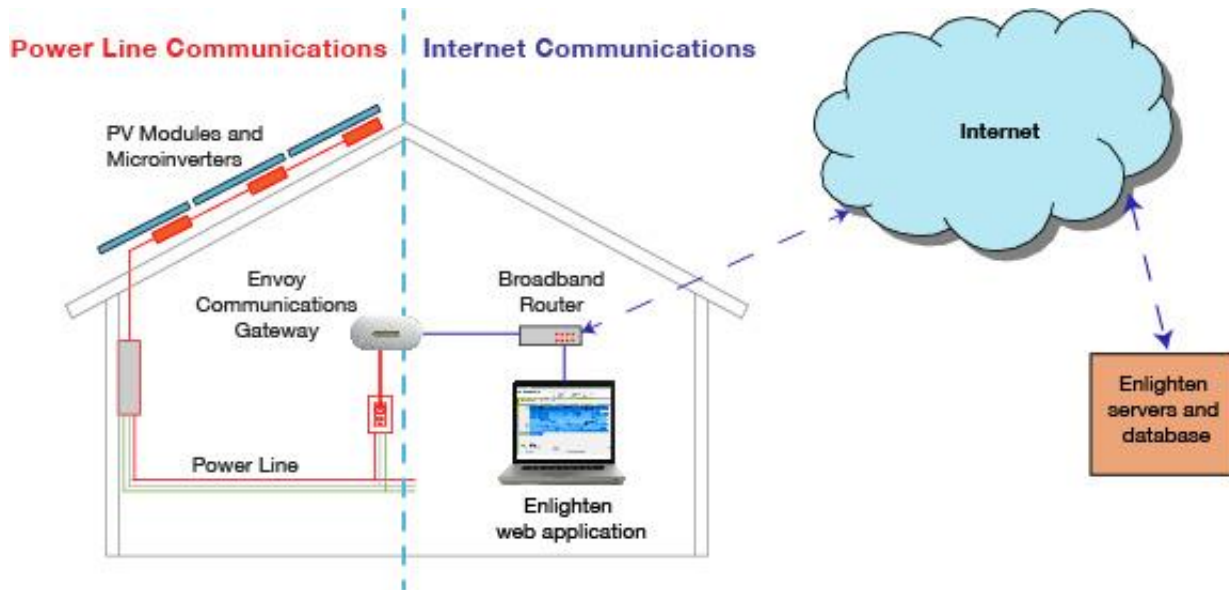 Power Line Communications
Internet Communications
PV Modules and
Microinverters
Internet
Envoy
Communications
Gateway
Broadband
Router
Enlighten
servers and
database
Power Line
Enlighten
web application